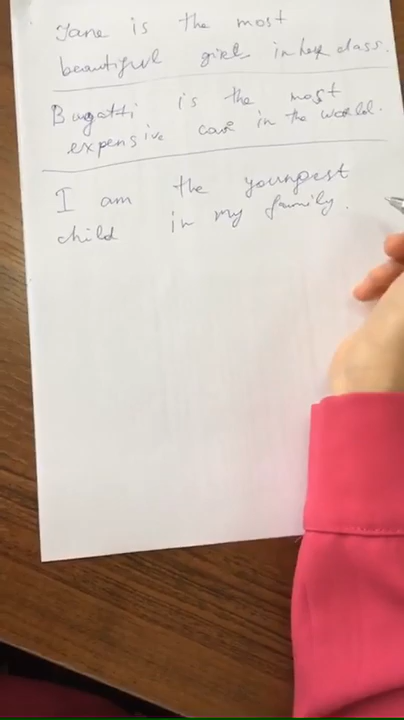 Jane is the most
beautiful girl in her class.
Bugatti is the most
expensive car in the world.
I am the youngest
child in my family.